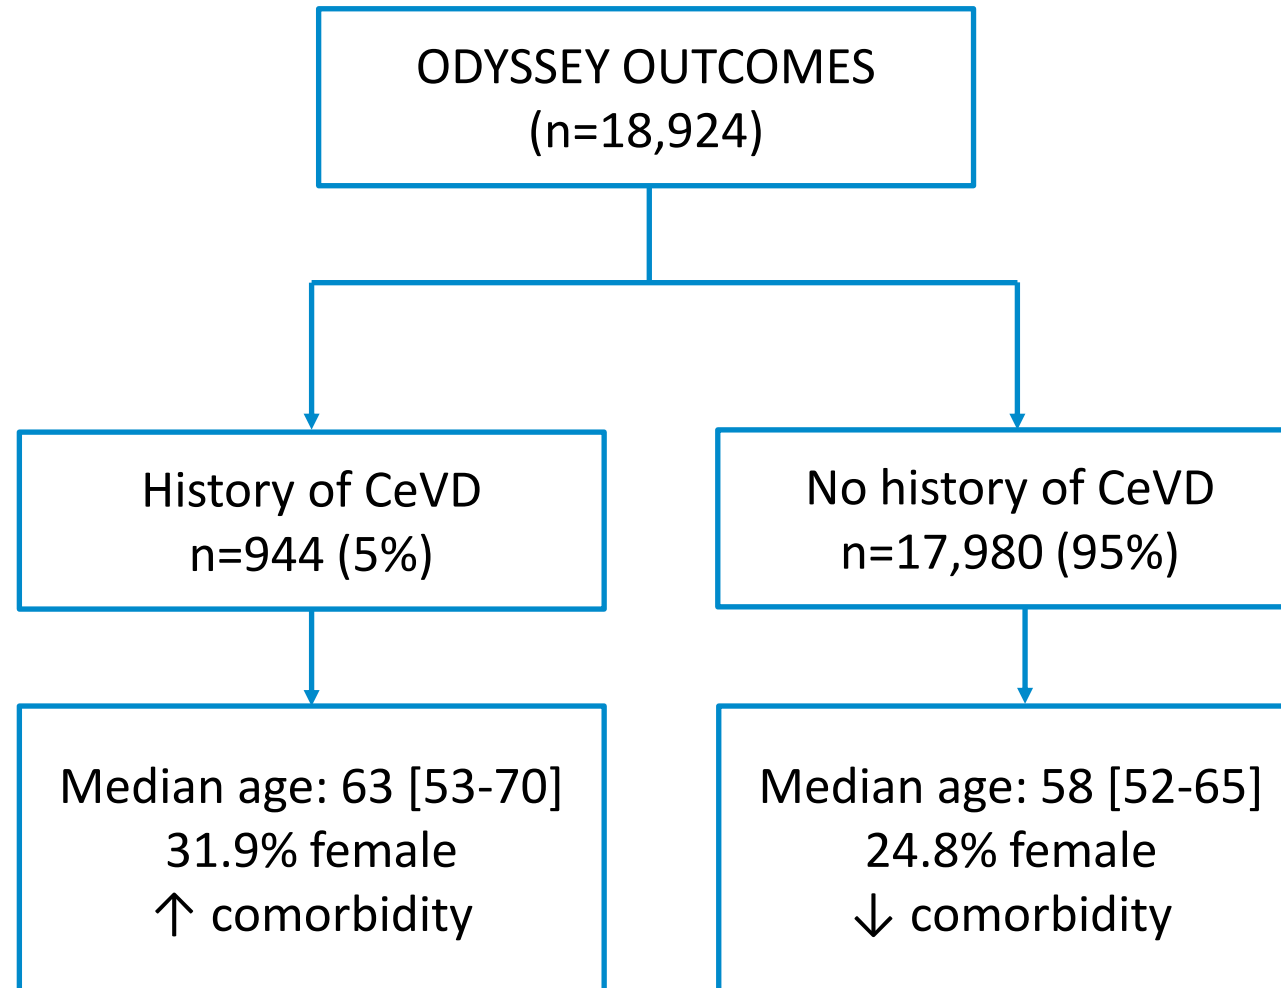 ODYSSEY OUTCOMES
(n=18,924)
History of CeVD
n=944 (5%)
No history of CeVD
n=17,980 (95%)
Median age: 63 [53-70]
31.9% female
↑ comorbidity
Median age: 58 [52-65]
24.8% female
↓ comorbidity